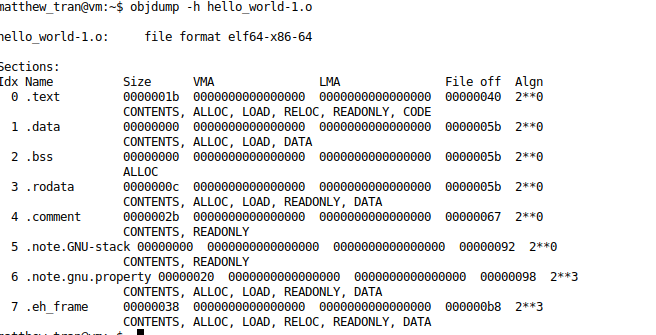 matthew_tran@vm:~$ objdump -h hello_world-1.o
hello_world-1.o:     file format elf64-x86-64
Sections:
Idx Name          Size      VMA               LMA               File off  Algn
  0 .text         0000001b  0000000000000000  0000000000000000  00000040  2**0
                  CONTENTS, ALLOC, LOAD, RELOC, READONLY, CODE
  1 .data         00000000  0000000000000000  0000000000000000  0000005b  2**0
                  CONTENTS, ALLOC, LOAD, DATA
  2 .bss          00000000  0000000000000000  0000000000000000  0000005b  2**0
                  ALLOC
  3 .rodata       0000000c  0000000000000000  0000000000000000  0000005b  2**0
                  CONTENTS, ALLOC, LOAD, READONLY, DATA
  4 .comment      0000002b  0000000000000000  0000000000000000  00000067  2**0
                  CONTENTS, READONLY
  5 .note.GNU-stack 00000000  0000000000000000  0000000000000000  00000092  2**0
                  CONTENTS, READONLY
  6 .note.gnu.property 00000020  0000000000000000  0000000000000000  00000098  2**3
                  CONTENTS, ALLOC, LOAD, READONLY, DATA
  7 .eh_frame     00000038  0000000000000000  0000000000000000  000000b8  2**3
                  CONTENTS, ALLOC, LOAD, RELOC, READONLY, DATA
matthew_tran@vm:~$